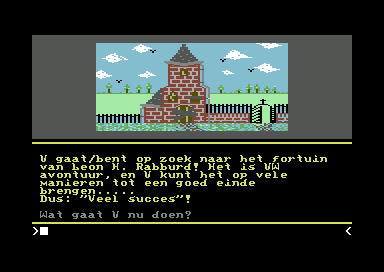 U gaat/bent op zoek naar het fortuin
van Leon H. Rabburd! Het is UW
avontuur, en U kunt het op vele
manieren tot een goed einde
brengen.....
Dus: "Veel succes"!
Wat gaat U nu doen?
> <